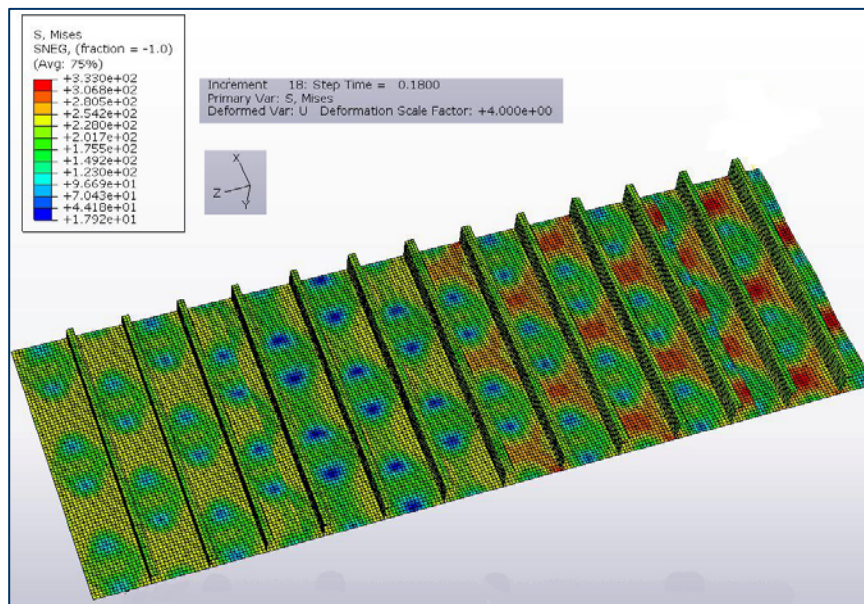 S, Mises
SNEG, (fraction = -1.0)
(Avg: 75%)
+3.330e+02
+3.068e+02
+2.805e+02
+2.542e+02
+2.280e+02
+2.017e+02
+1.755e+02
+1.492e+02
+1.230e+02
+9.669e+01
+7.043e+01
+4.418e+01
+1.792e+01
Increment 18: Step Time = 0.1800
Primary Var: S, Mises
Deformed Var: U Deformation Scale Factor: +4.000e+00
X
Z
Y